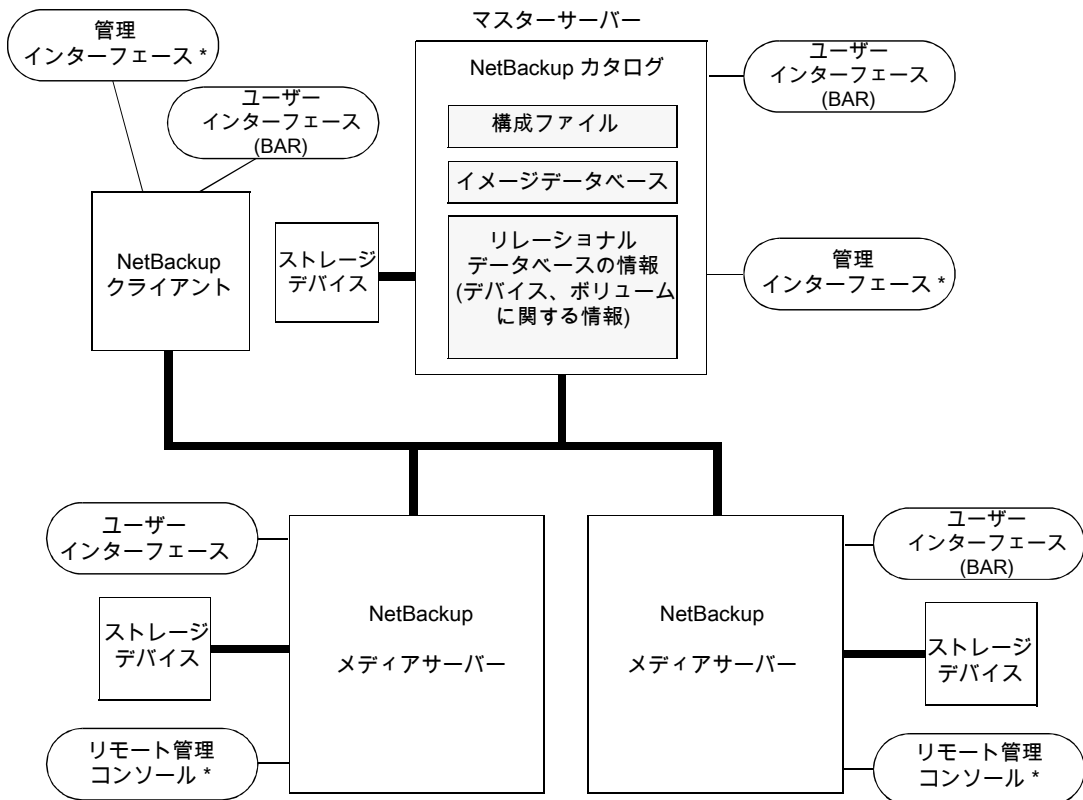 管理
インターフェース *
ユーザー
インターフェース
(BAR)
NetBackup
クライアント
ストレージ
デバイス
マスターサーバー
NetBackup カタログ
構成ファイル
イメージデータベース
リレーショナル
データベースの情報
(デバイス、ボリューム
に関する情報)
ユーザー
インターフェース
(BAR)
管理
インターフェース *
ユーザー
インターフェース
ストレージ
デバイス
リモート管理
コンソール *
NetBackup
メディアサーバー
NetBackup
メディアサーバー
ユーザー
インターフェース
(BAR)
ストレージ
デバイス
リモート管理
コンソール *